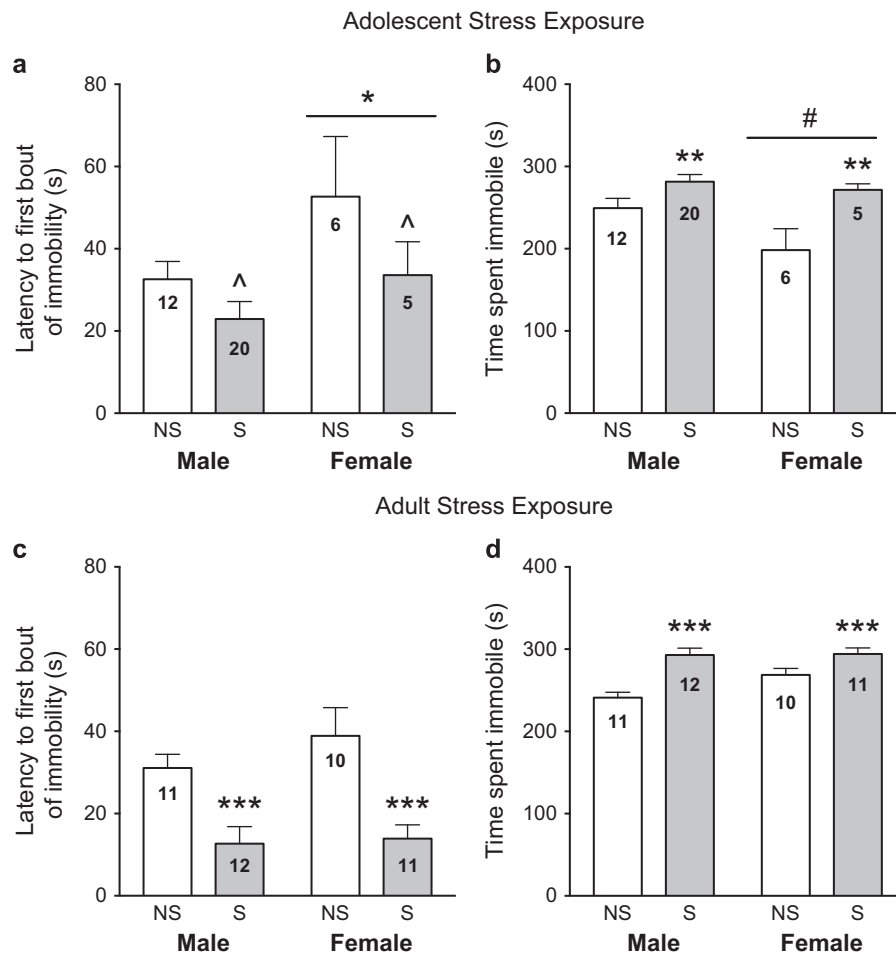 Adolescent Stress Exposure
a
Latency to first bout
of immobility (s)
80
60
40
20
0
*
^
^
12
20
6
5
NS S NS S
Male Female
b
Time spent immobile (s)
400
300
200
100
0
#
**
**
12
20
6
5
NS S NS S
Male Female
Adult Stress Exposure
c
Latency to first bout
of immobility (s)
80
60
40
20
0
***
***
11
12
10
11
NS S NS S
Male Female
d
Time spent immobile (s)
400
300
200
100
0
***
***
11
12
10
11
NS S NS S
Male Female